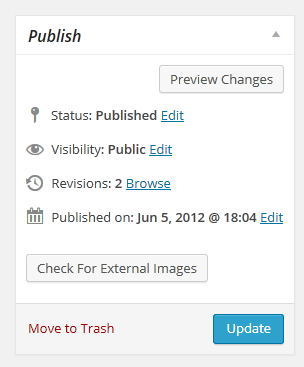 Publish
Preview Changes
Status: Published Edit
Visibility: Public Edit
Revisions: 2 Browse
Published on: Jun 5, 2012 @ 18:04 Edit
Check For External Images
Move to Trash
Update